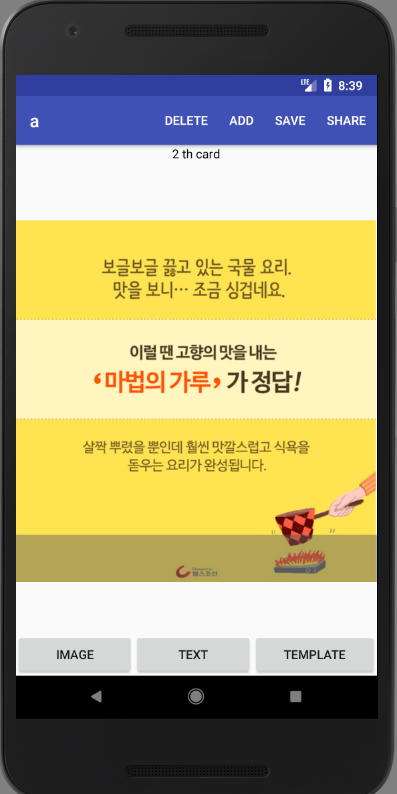 LTE 8:39
a DELETE ADD SAVE SHARE
2 th card
보글보글 끓고 있는 국물 요리.
맛을 보니… 조금 싱겁네요.
이럴 땐 고향의 맛을 내는
‘마법의 가루’가 정답!
살짝 뿌렸을 뿐인데 훨씬 맛깔스럽고 식욕을
돋우는 요리가 완성됩니다.
헬스조선
IMAGE TEXT TEMPLATE